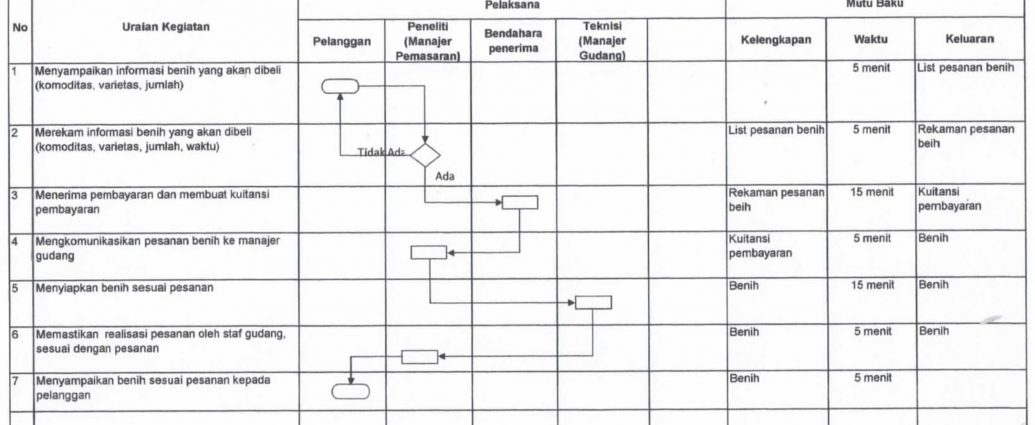 Pelaksana
Mutu Baku
No
Uraian Kegiatan
Pelanggan
Peneliti
(Manajer
Pemasaran)
Bendahara
penerima
Teknisi
(Manajer
Gudang)
Kelengkapan
Waktu
Keluaran
1
Menyampaikan informasi benih yang akan dibeli
(komoditas, varietas, jumlah)
5 menit
List pesanan benih
2
Merekam informasi benih yang akan dibeli
(komoditas, varietas, jumlah, waktu)
Tidak Ada
Ada
List pesanan benih
5 menit
Rekaman pesanan
beih
3
Menerima pembayaran dan membuat kuitansi
pembayaran
Rekaman pesanan
beih
15 menit
Kuitansi
pembayaran
4
Mengkomunikasikan pesanan benih ke manajer
gudang
Kuitansi
pembayaran
5 menit
Benih
5
Menyiapkan benih sesuai pesanan
Benih
15 menit
Benih
6
Memastikan realisasi pesanan oleh staf gudang,
sesuai dengan pesanan
Benih
5 menit
Benih
7
Menyampaikan benih sesuai pesanan kepada
pelanggan
Benih
5 menit